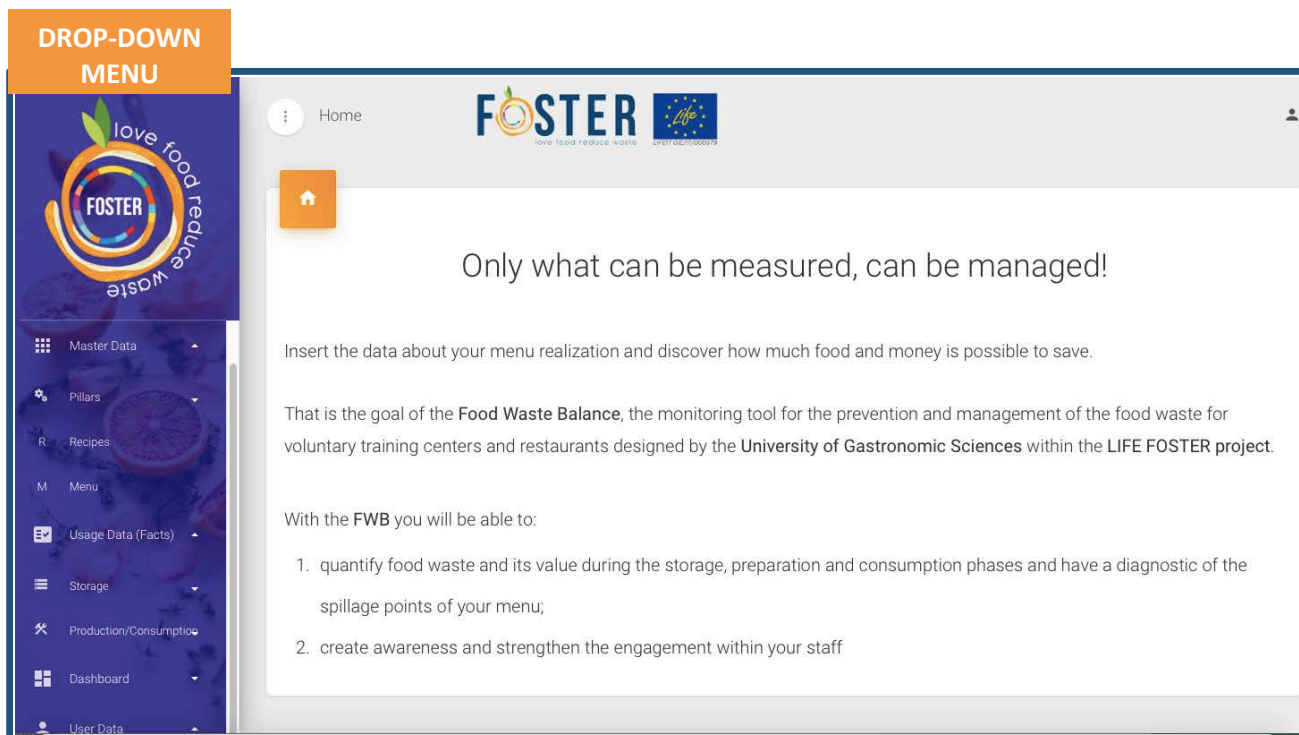 DROP-DOWN
MENU
love food reduce waste
FOSTER
Home
FOSTER
love food reduce waste
Life
Master Data
Pillars
R Recipes
M Menu
Usage Data (Facts)
Storage
Production/Consumption
Dashboard
User Data
Only what can be measured, can be managed!
Insert the data about your menu realization and discover how much food and money is possible to save.
That is the goal of the Food Waste Balance, the monitoring tool for the prevention and management of the food waste for
voluntary training centers and restaurants designed by the University of Gastronomic Sciences within the LIFE FOSTER project.
With the FWB you will be able to:
1. quantify food waste and its value during the storage, preparation and consumption phases and have a diagnostic of the
spillage points of your menu;
2. create awareness and strengthen the engagement within your staff